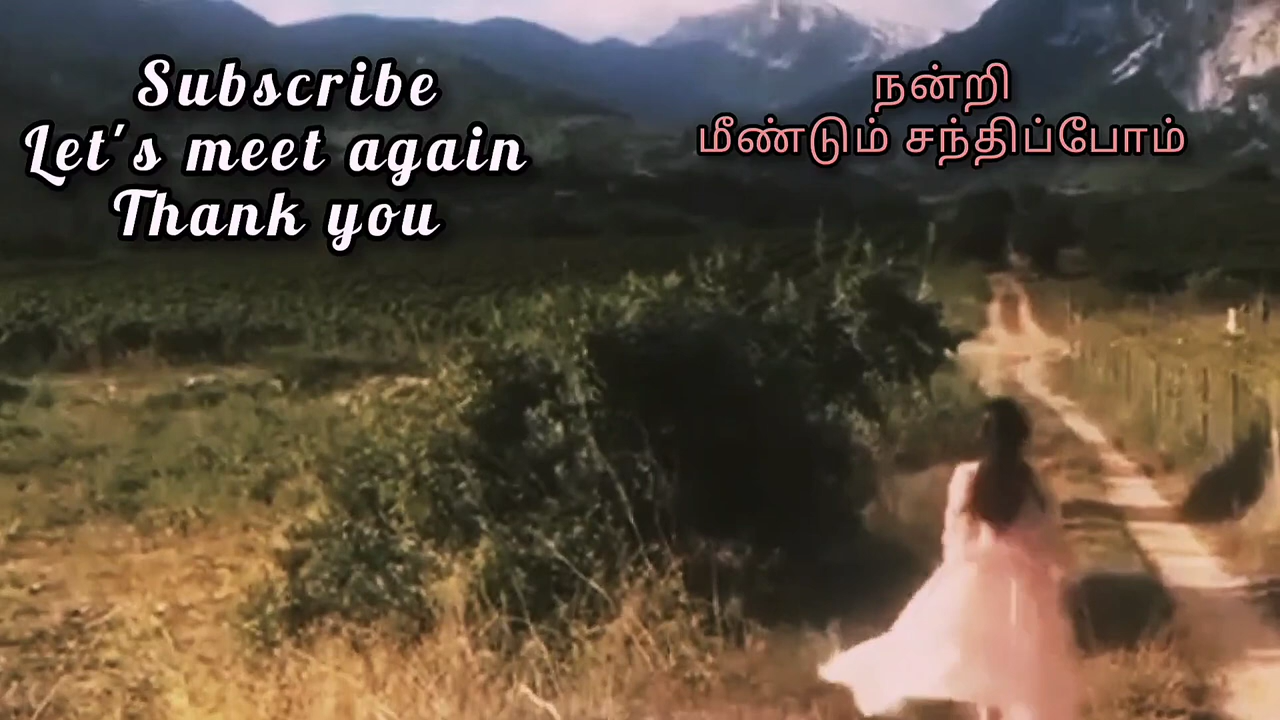 Subscribe
Let's meet again
Thank you
நன்றி
மீண்டும் சந்திப்போம்